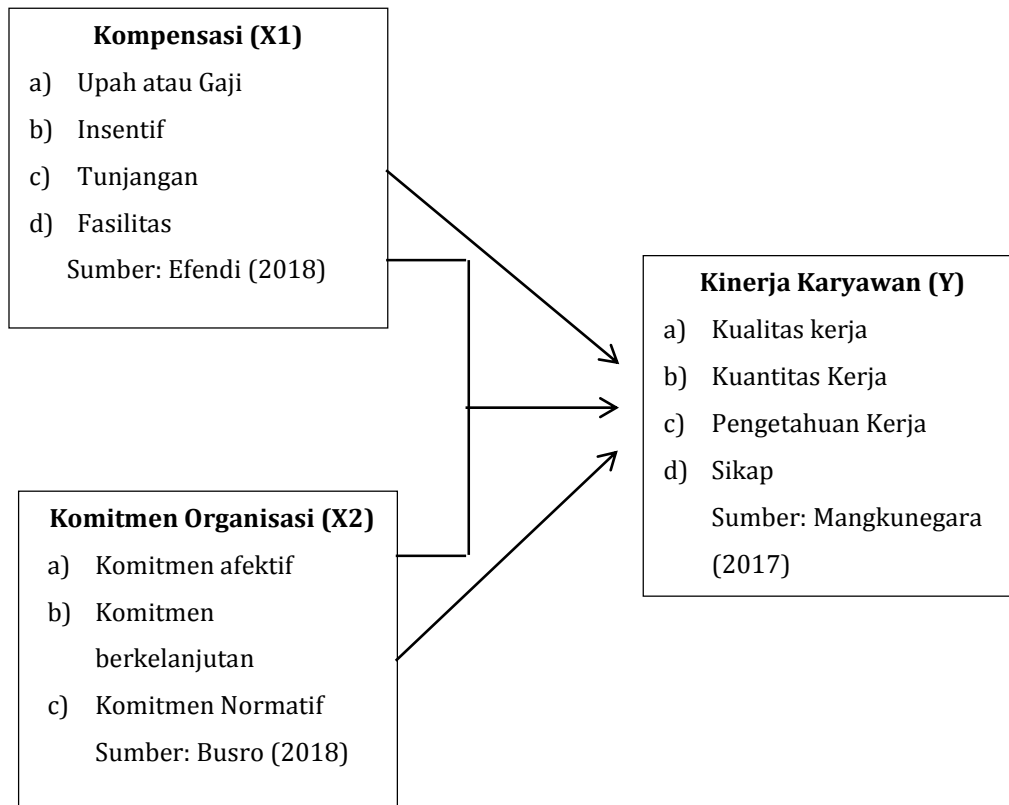 Kompensasi (X1)
a) Upah atau Gaji
b) Insentif
c) Tunjangan
d) Fasilitas
Sumber: Efendi (2018)
Kinerja Karyawan (Y)
a) Kualitas kerja
b) Kuantitas Kerja
c) Pengetahuan Kerja
d) Sikap
Sumber: Mangkunegara
(2017)
Komitmen Organisasi (X2)
a) Komitmen afektif
b) Komitmen
berkelanjutan
c) Komitmen Normatif
Sumber: Busro (2018)